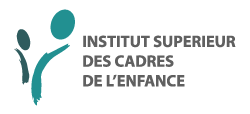 INSTITUT SUPERIEUR
DES CADRES
DE L'ENFANCE